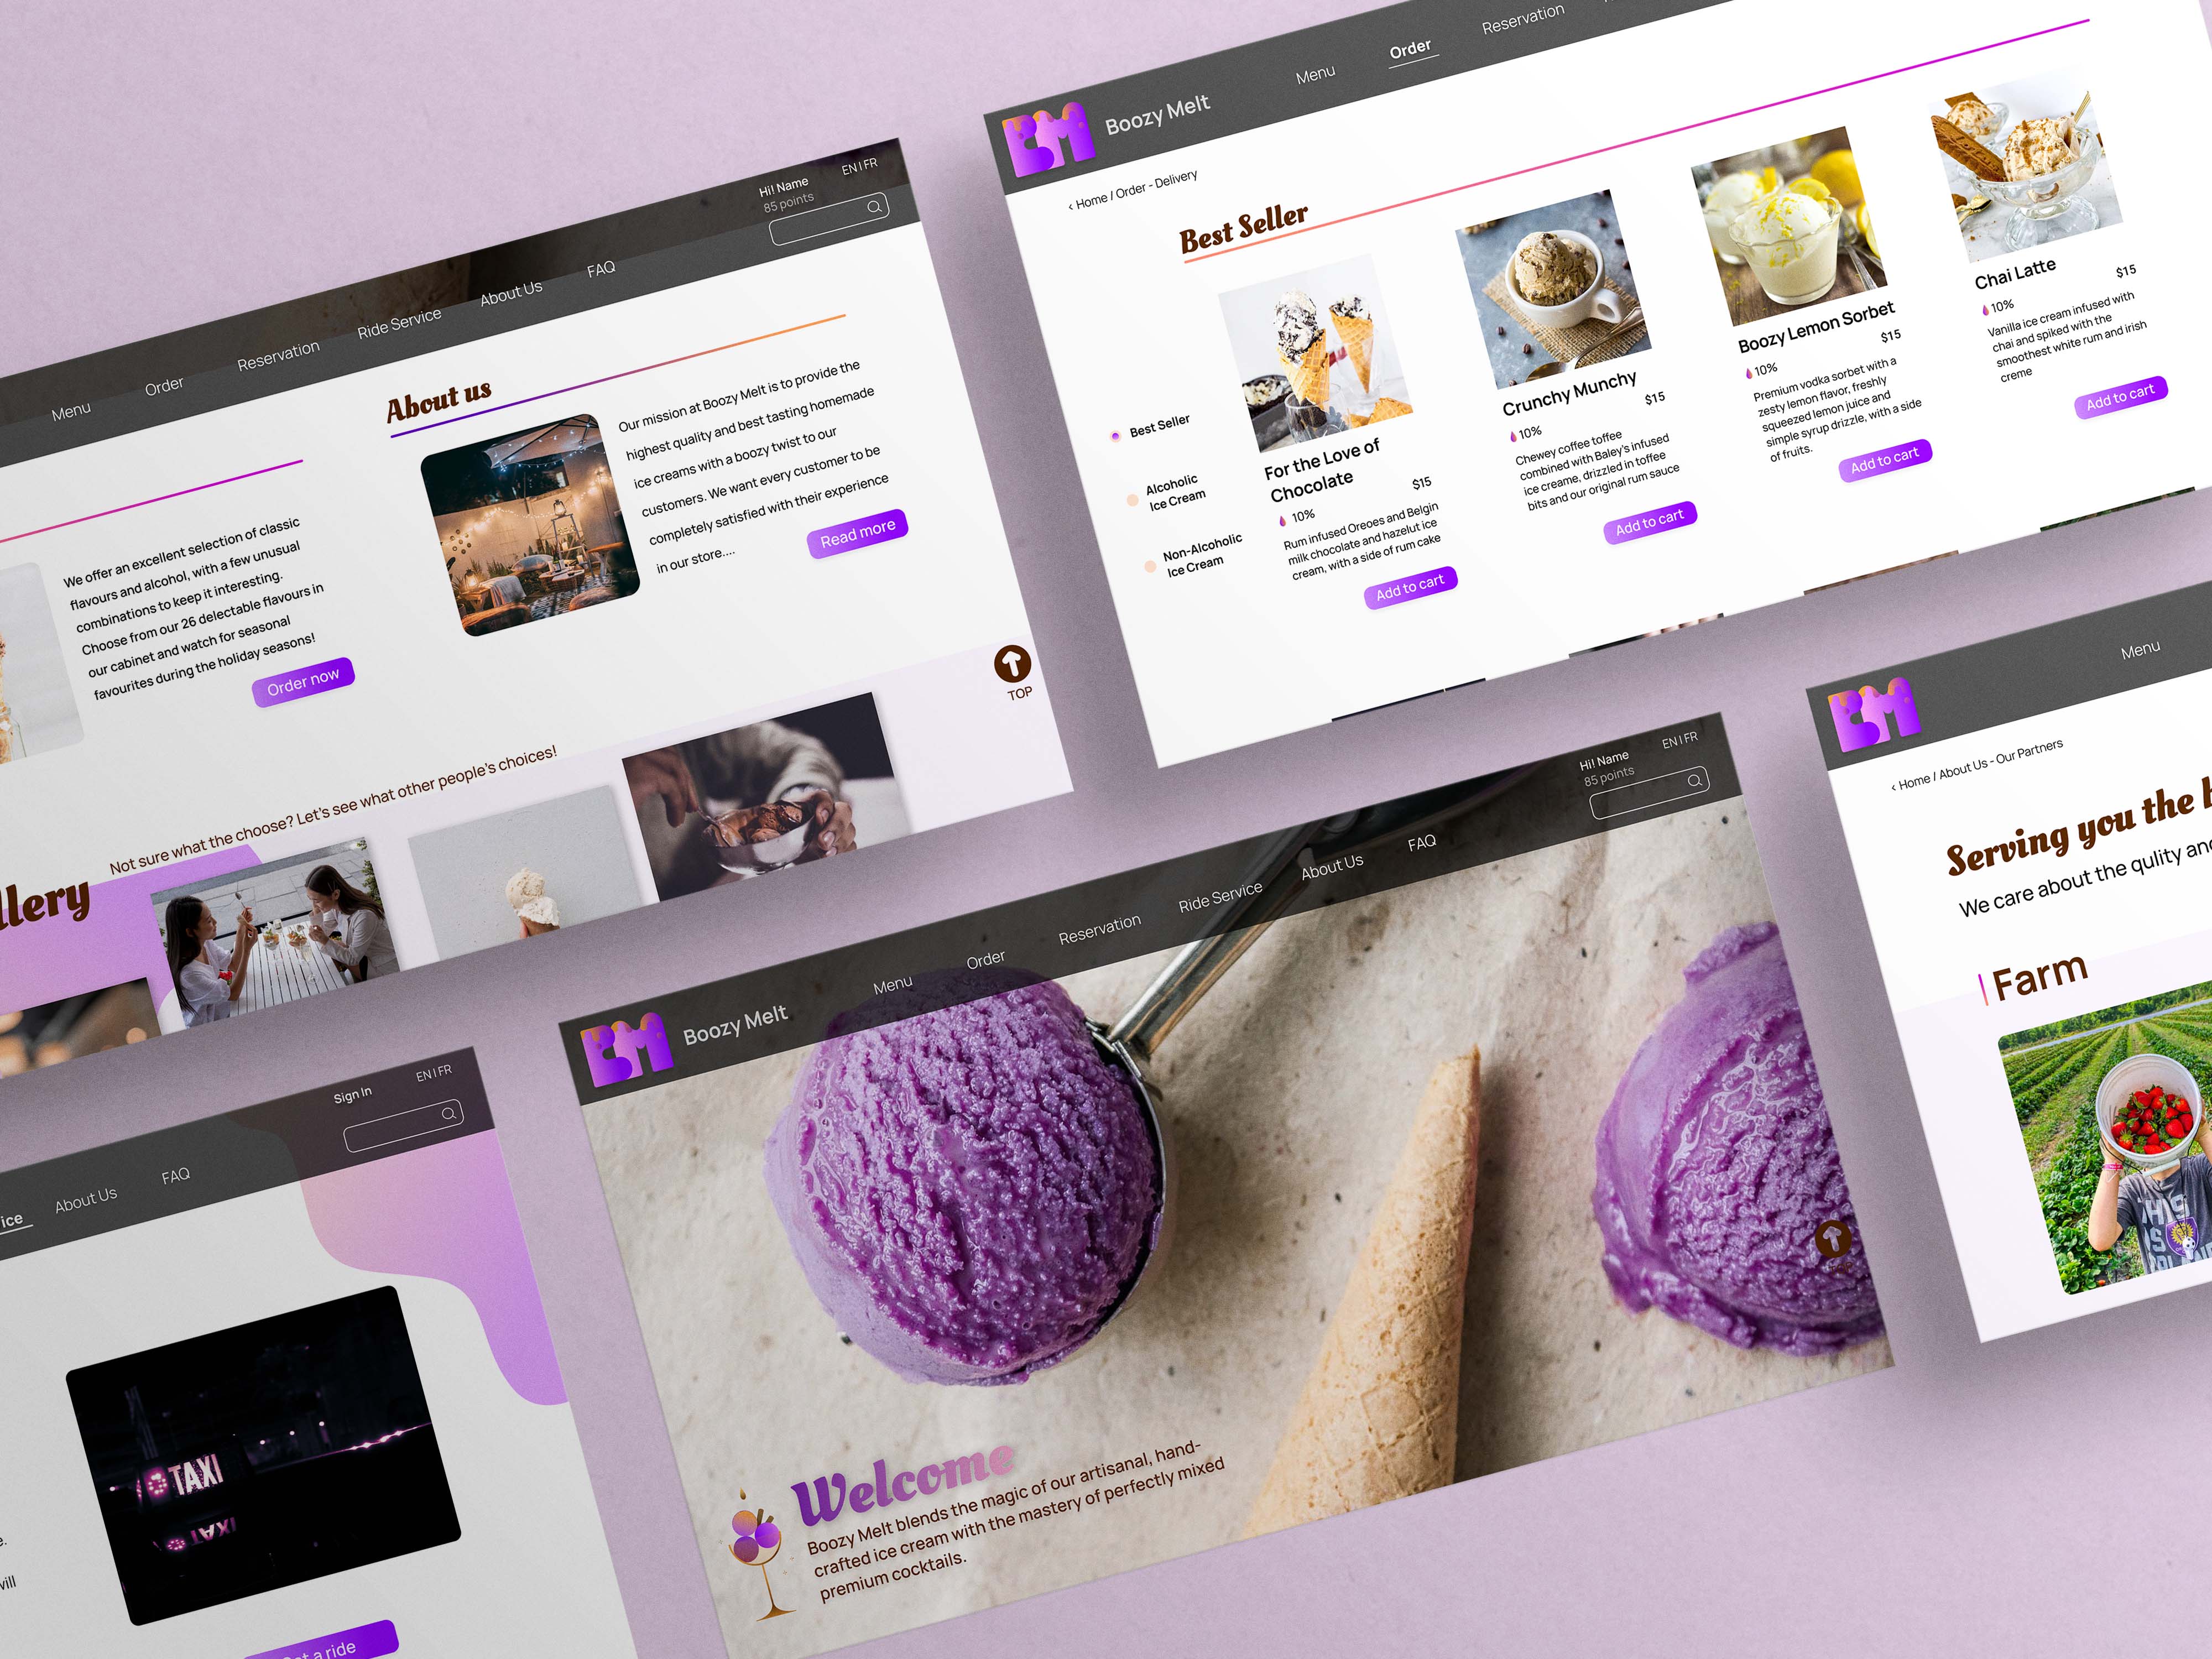 Menu
Order
Reservation
Ride Service
About Us
FAQ
Hi! Name
85 points
EN | FR
We offer an excellent selection of classic
flavours and alcohol, with a few unusual
combinations to keep it interesting.
Choose from our 26 delectable flavours in
our cabinet and watch for seasonal
favourites during the holiday seasons!
Order now
About us
Our mission at Boozy Melt is to provide the
highest quality and best tasting homemade
ice creams with a boozy twist to our
customers. We want every customer to be
completely satisfied with their experience
in our store....
Read more
TOP
Not sure what the choose? Let's see what other people's choices!
llery
BM
Boozy Melt
Menu
Order
Reservation
< Home / Order - Delivery
Best Seller
Best Seller
Alcoholic
Ice Cream
Non-Alcoholic
Ice Cream
For the Love of
Chocolate
$15
10%
Rum infused Oreoes and Belgin
milk chocolate and hazelut ice
cream, with a side of rum cake
Add to cart
Crunchy Munchy
$15
10%
Chewey coffee toffee
combined with Baley's infused
ice creame, drizzled in toffee
bits and our original rum sauce
Add to cart
Boozy Lemon Sorbet
$15
10%
Premium vodka sorbet with a
zesty lemon flavor, freshly
squeezed lemon juice and
simple syrup drizzle, with a side
of fruits.
Add to cart
Chai Latte
$15
10%
Vanilla ice cream infused with
chai and spiked with the
smoothest white rum and irish
creme
Add to cart
Sign In
EN | FR
ice
About Us
FAQ
TAXI
will
a ride
BM
Boozy Melt
Menu
Order
Reservation
Ride Service
About Us
FAQ
Hi! Name
85 points
EN | FR
Welcome
Boozy Melt blends the magic of our artisanal, hand-
crafted ice cream with the mastery of perfectly mixed
premium cocktails.
BM
Menu
< Home / About Us - Our Partners
Serving you the
We care about the qulity and
Farm